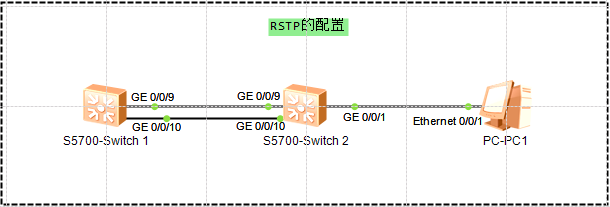 RSTP的配置
GE 0/0/9
GE 0/0/9
GE 0/0/1
Ethernet 0/0/1
GE 0/0/10
GE 0/0/10
S5700-Switch 1
S5700-Switch 2
PC-PC1